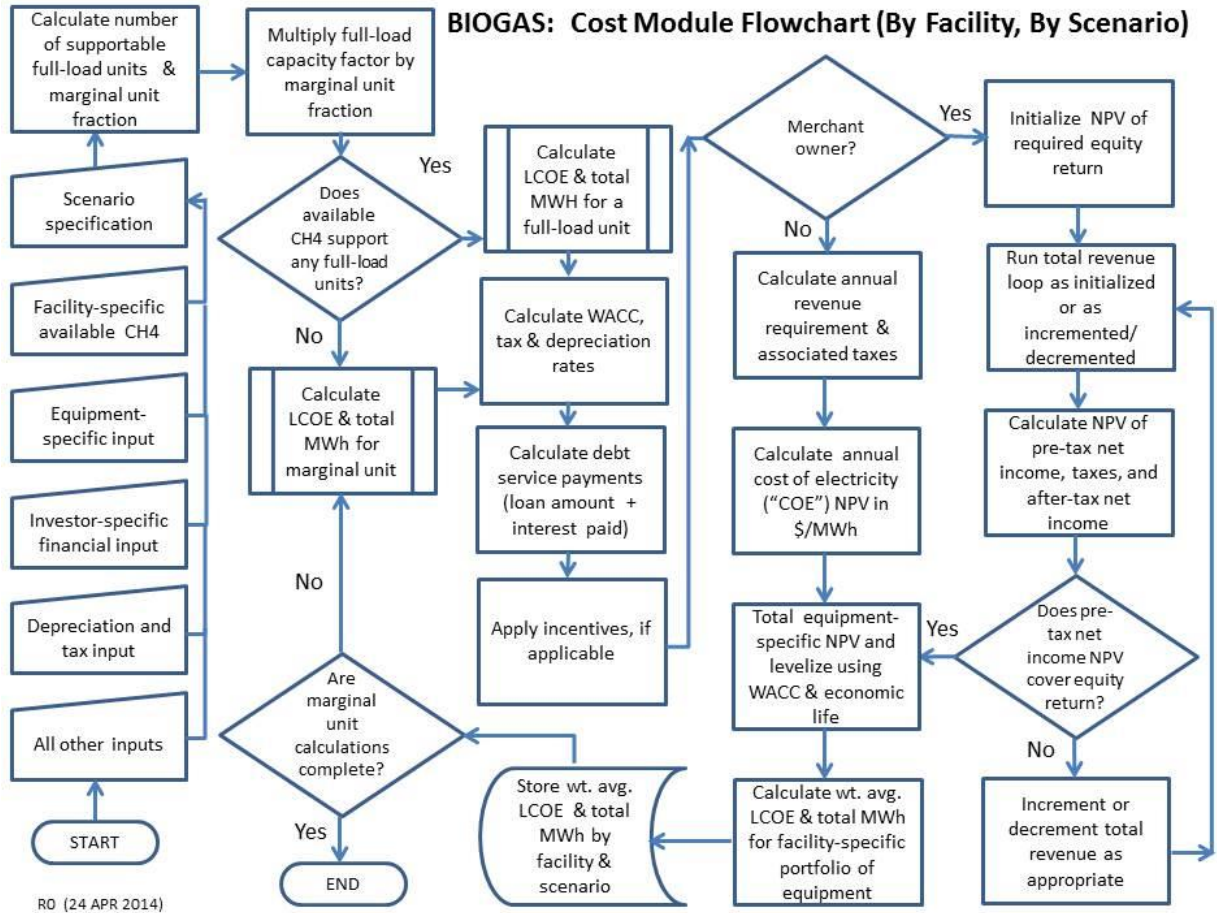 BIOGAS: Cost Module Flowchart (By Facility, By Scenario)
Calculate number
of supportable
full-load units &
marginal unit
fraction
Multiply full-load
capacity factor by
marginal unit
fraction
Scenario
specification
Facility-specific
available CH4
Equipment-
specific input
Investor-specific
financial input
Depreciation and
tax input
All other inputs
START
R0 (24 APR 2014)
Does
available
CH4 support
any full-load
units?
Yes
No
Calculate
LCOE & total
MWh for
marginal unit
No
Are
marginal
unit
calculations
complete?
Yes
END
Calculate
LCOE & total
MWH for a
full-load unit
Calculate WACC,
tax & depreciation
rates
Calculate debt
service payments
(loan amount +
interest paid)
Apply incentives, if
applicable
Store wt. avg.
LCOE & total
MWh by
facility &
scenario
Merchant
owner?
Yes
No
Calculate annual
revenue
requirement &
associated taxes
Calculate annual
cost of electricity
(“COE”) NPV in
$/MWh
Total equipment-
specific NPV and
levelize using
WACC & economic
life
Calculate wt. avg.
LCOE & total MWh
for facility-specific
portfolio of
equipment
Initialize NPV of
required equity
return
Run total revenue
loop as initialized
or as
incremented/
decremented
Calculate NPV of
pre-tax net
income, taxes, and
after-tax net
income
Does pre-
tax net
income NPV
cover equity
return?
Yes
No
Increment or
decrement total
revenue as
appropriate